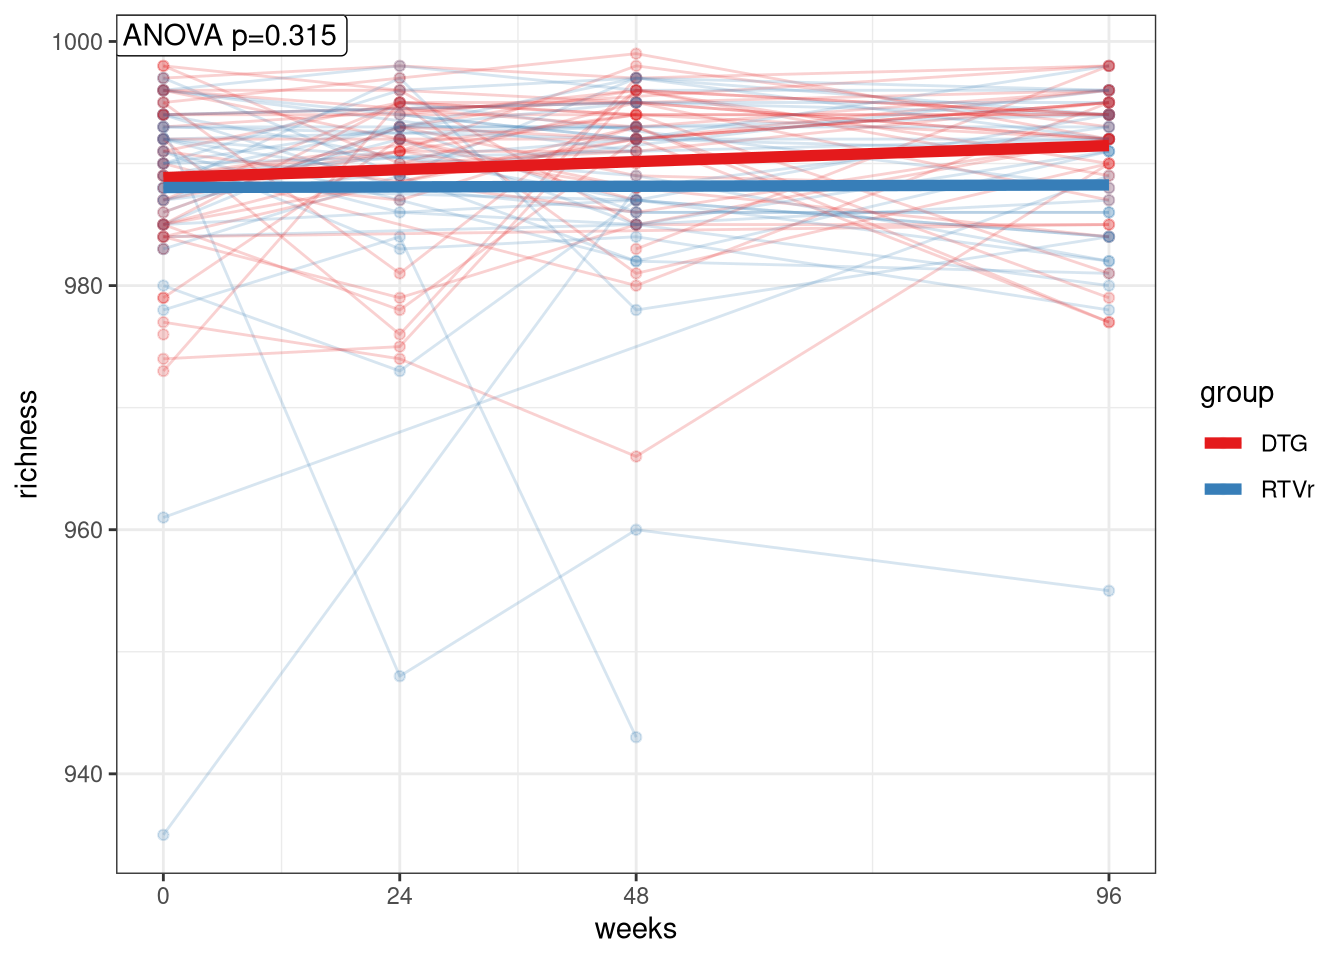 ANOVA p=0.315
1000
980
960
940
richness
0 24 48 96
weeks
group
DTG
RTVr